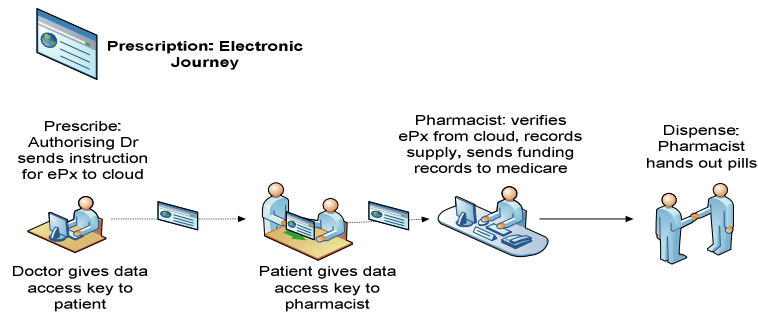 Prescription: Electronic
Journey
Prescribe:
Authorising Dr
sends instruction
for ePx to cloud
Doctor gives data
access key to
patient
Patient gives data
access key to
pharmacist
Pharmacist: verifies
ePx from cloud, records
supply, sends funding
records to medicare
Dispense:
Pharmacist
hands out pills